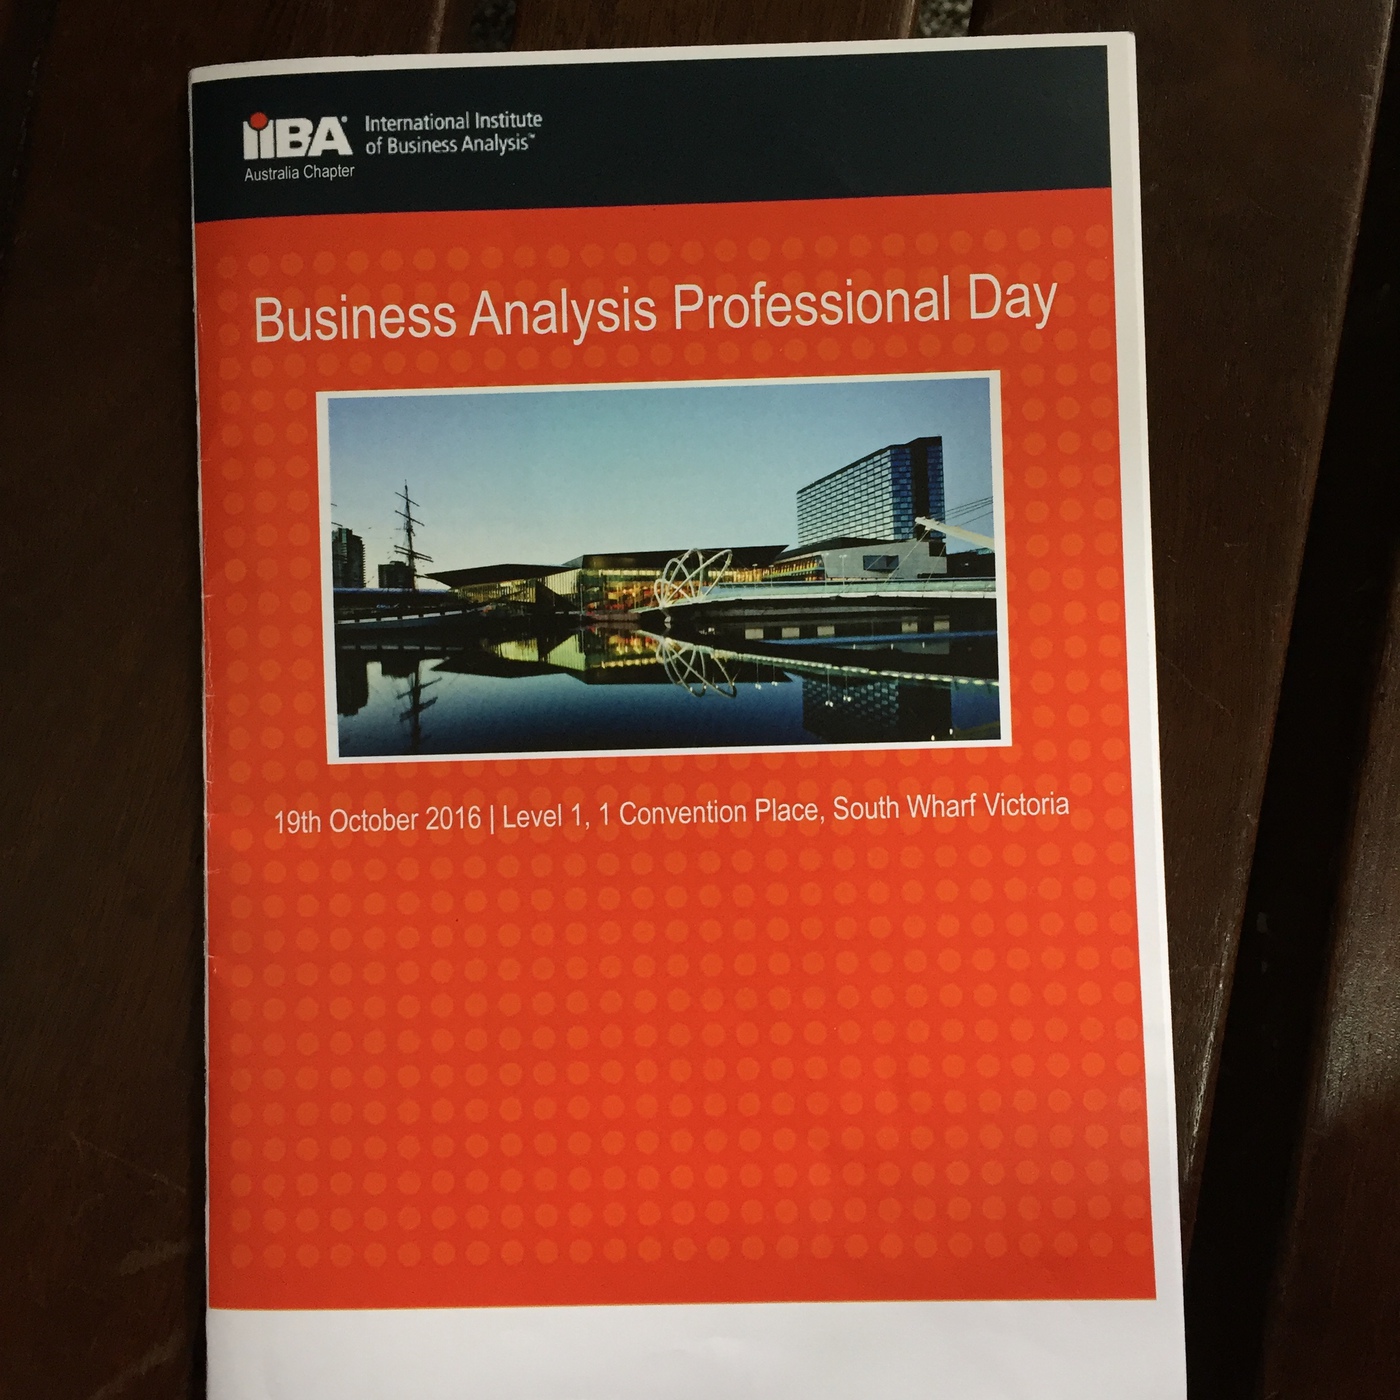 iiBA® International Institute
of Business Analysis™
Australia Chapter
Business Analysis Professional Day
19th October 2016 | Level 1, 1 Convention Place, South Wharf Victoria